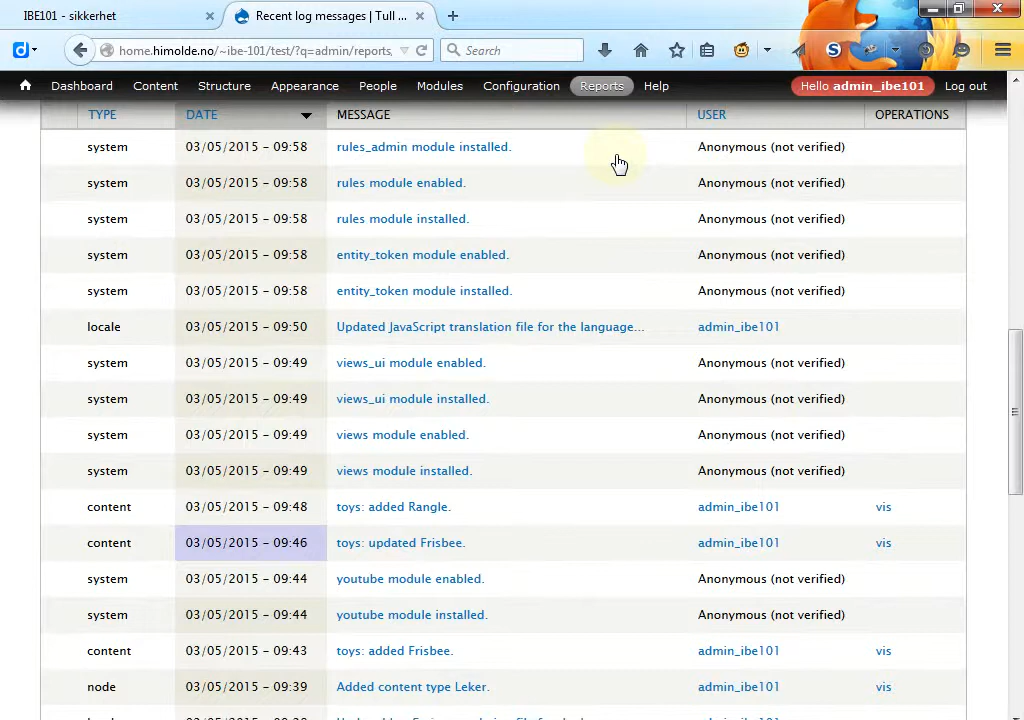 IBE101 - sikkerhet
Recent log messages | Tull ...
home.himolde.no/~ibe-101/test/?q=admin/reports,
Search
Dashboard Content Structure Appearance People Modules Configuration Reports Help Hello admin_ibe101 Log out
TYPE DATE MESSAGE USER OPERATIONS
system 03/05/2015 - 09:58 rules_admin module installed. Anonymous (not verified)
system 03/05/2015 - 09:58 rules module enabled. Anonymous (not verified)
system 03/05/2015 - 09:58 rules module installed. Anonymous (not verified)
system 03/05/2015 - 09:58 entity_token module enabled. Anonymous (not verified)
system 03/05/2015 - 09:58 entity_token module installed. Anonymous (not verified)
locale 03/05/2015 - 09:50 Updated JavaScript translation file for the language... admin_ibe101
system 03/05/2015 - 09:49 views_ui module enabled. Anonymous (not verified)
system 03/05/2015 - 09:49 views_ui module installed. Anonymous (not verified)
system 03/05/2015 - 09:49 views module enabled. Anonymous (not verified)
system 03/05/2015 - 09:49 views module installed. Anonymous (not verified)
content 03/05/2015 - 09:48 toys: added Rangle. admin_ibe101 vis
content 03/05/2015 - 09:46 toys: updated Frisbee. admin_ibe101 vis
system 03/05/2015 - 09:44 youtube module enabled. Anonymous (not verified)
system 03/05/2015 - 09:44 youtube module installed. Anonymous (not verified)
content 03/05/2015 - 09:43 toys: added Frisbee. admin_ibe101 vis
node 03/05/2015 - 09:39 Added content type Leker. admin_ibe101 vis